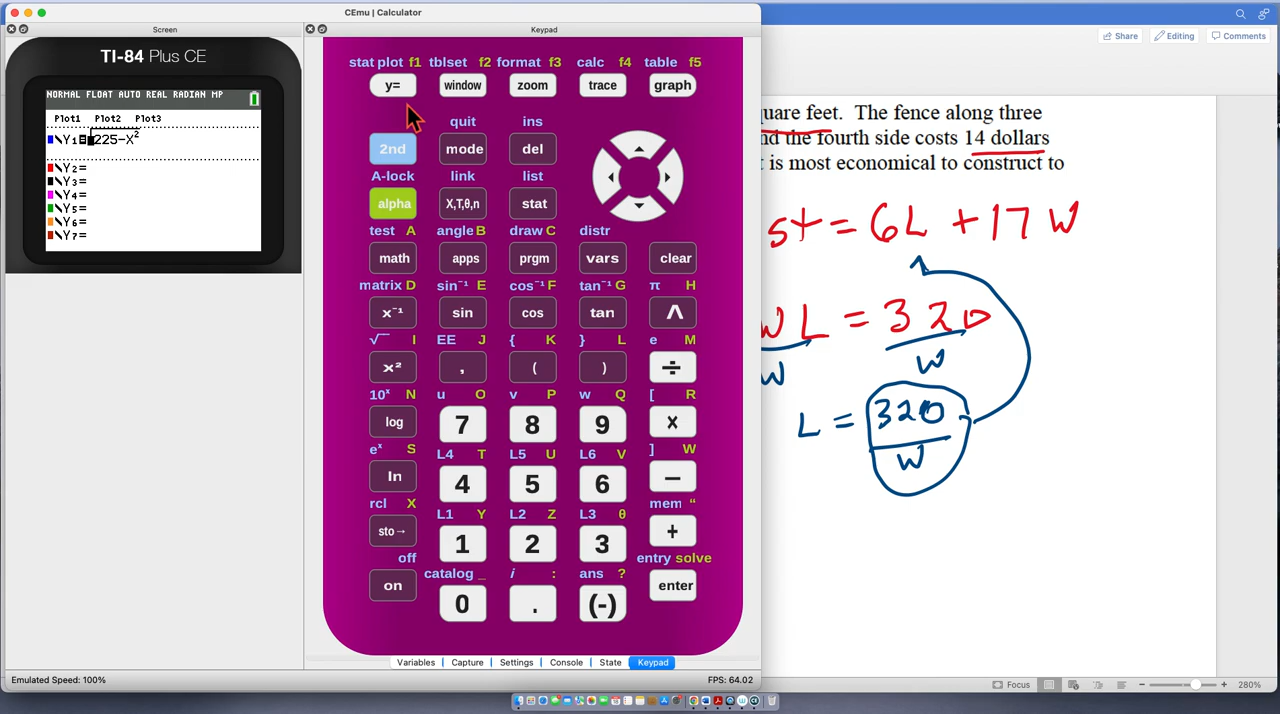 CEmu | Calculator
Screen
Keypad
Share
Editing
Comments
TI-84 Plus CE
NORMAL FLOAT AUTO REAL RADIAN MP
Plot1 Plot2 Plot3
\Y1=√225-X²
\Y2=
\Y3=
\Y4=
\Y5=
\Y6=
\Y7=
stat plot f1 tblset f2 format f3 calc f4 table f5
y= window zoom trace graph
quit ins
2nd mode del
A-lock link list
alpha X,T,θ,n stat
test A angle B draw C distr
math apps prgm vars clear
matrix D sin⁻¹ E cos⁻¹ F tan⁻¹ G π H
x⁻¹ sin cos tan ^
√ I EE J { K } L e M
x² , ( ) ÷
10ˣ N u O v P w Q [ R
log 7 8 9 ×
eˣ S L4 T L5 U L6 V ] W
ln 4 5 6 −
rcl X L1 Y L2 Z L3 θ mem “
sto→ 1 2 3 +
off catalog _ i : ans ? entry solve
on 0 . (-) enter
Variables Capture Settings Console State Keypad
Emulated Speed: 100%
FPS: 64.02
quare feet. The fence along three
nd the fourth side costs 14 dollars
is most economical to construct to
st = 6L + 17W
WL = 320
W W
L = 320
W
Focus
280%